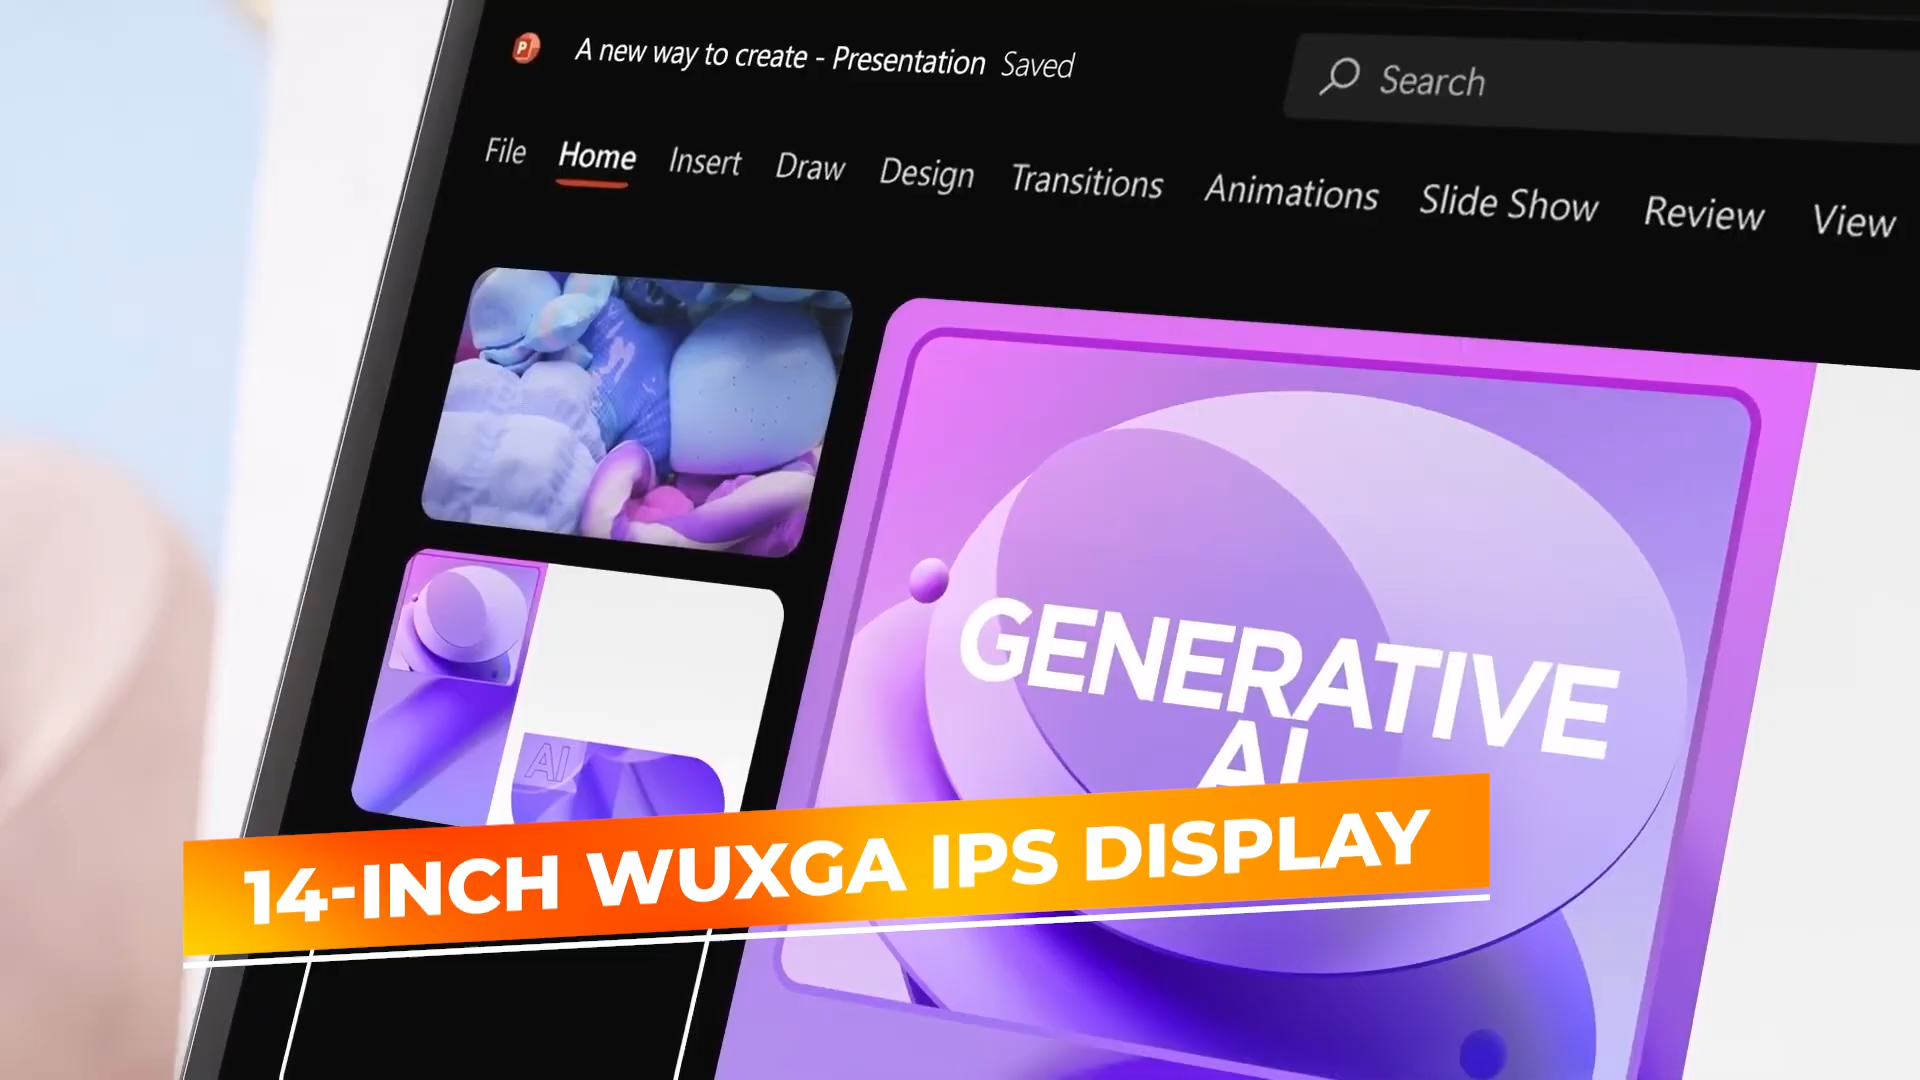 A new way to create - Presentation Saved
Search
File Home Insert Draw Design Transitions Animations Slide Show Review View
GENERATIVE
AI
AI
14-INCH WUXGA IPS DISPLAY